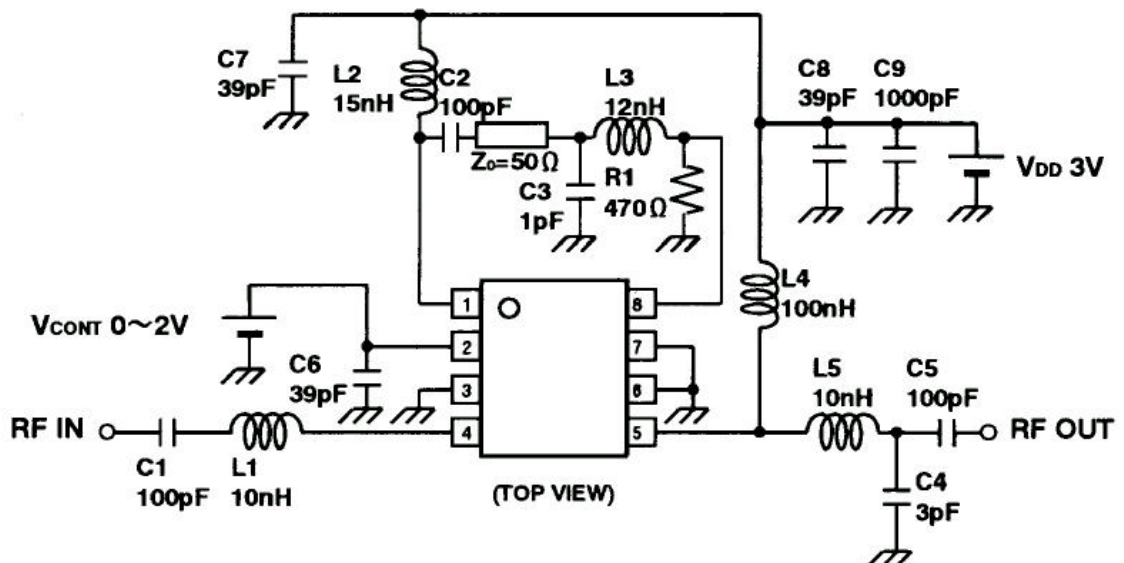 C7
39pF
L2
15nH
C2
100pF
L3
12nH
Zo=50Ω
C3
1pF
R1
470Ω
C8
39pF
C9
1000pF
VDD 3V
L4
100nH
1
2
3
4
8
7
6
5
VCONT 0～2V
C6
39pF
RF IN
C1
100pF
L1
10nH
(TOP VIEW)
L5
10nH
C5
100pF
RF OUT
C4
3pF